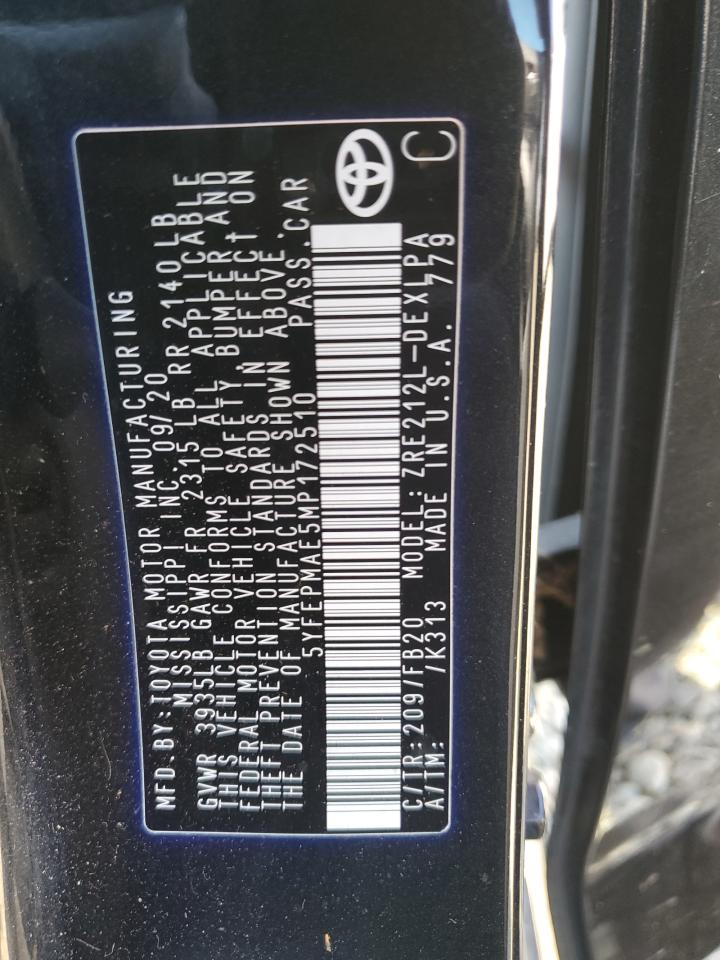 MFD.BY:TOYOTA MOTOR MANUFACTURING
MISSISSIPPI INC. 09/20
GVWR 3935LB GAWR FR 2315 LB RR 2140LB
THIS VEHICLE CONFORMS TO ALL APPLICABLE
FEDERAL MOTOR VEHICLE SAFETY, BUMPER AND
THEFT PREVENTION STANDARDS IN EFFECT ON
THE DATE OF MANUFACTURE SHOWN ABOVE.
5YFEPMAE5MP172510 PASS.CAR
C/TR:209/FB20 MODEL:ZRE212L-DEXLPA
A/TM: /K313 MADE IN U.S.A. 779
C